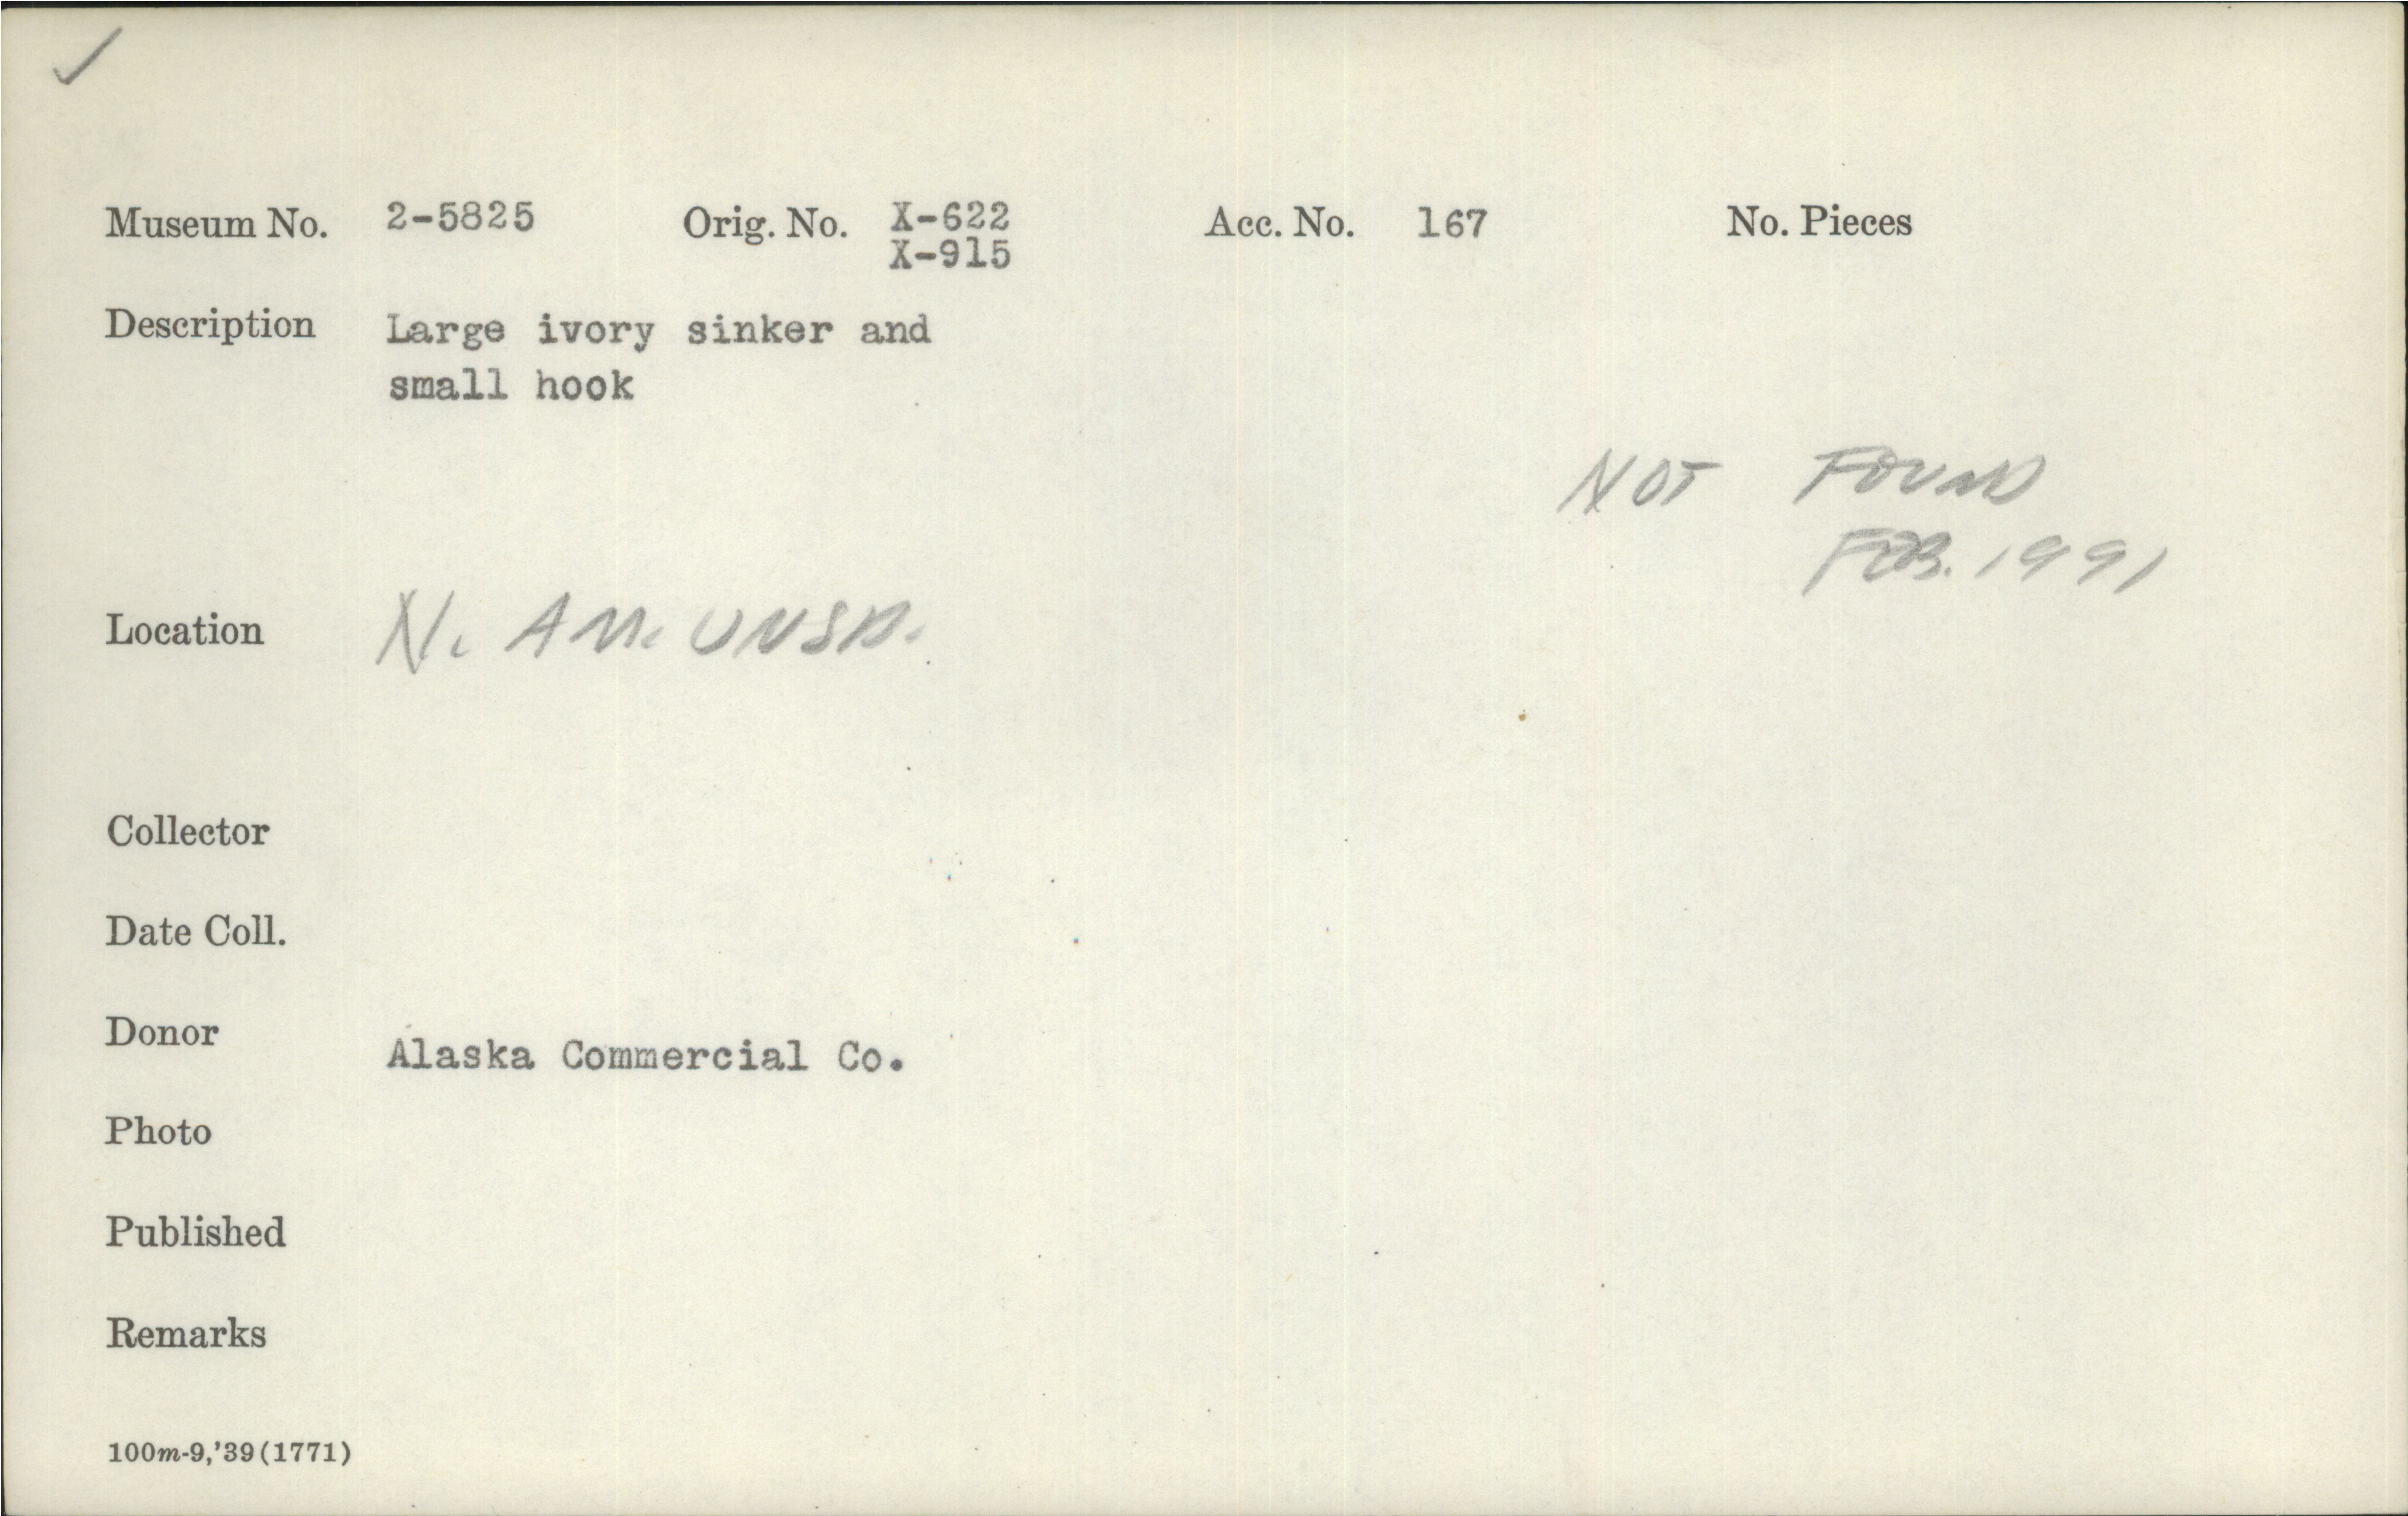 ✓
Museum No. 2-5825 Orig. No. X-622 Acc. No. 167 No. Pieces
X-915
Description Large ivory sinker and
small hook
NOT FOUND
FEB. 1991
Location N. AM. UNSP.
Collector
Date Coll.
Donor Alaska Commercial Co.
Photo
Published
Remarks
100m-9,'39(1771)